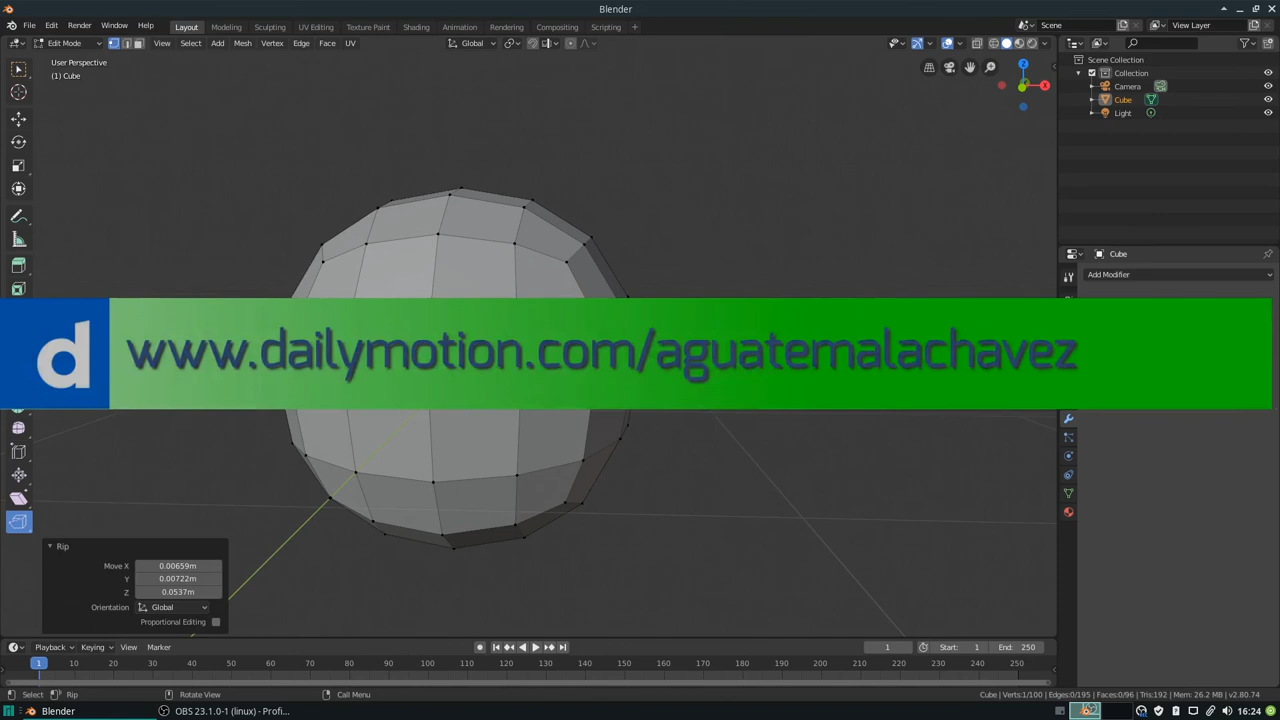 Blender
File Edit Render Window Help Layout Modeling Sculpting UV Editing Texture Paint Shading Animation Rendering Compositing Scripting + Scene View Layer
Edit Mode View Select Add Mesh Vertex Edge Face UV Global
User Perspective
(1) Cube
Z
X
Scene Collection
Collection
Camera
Cube
Light
Cube
Add Modifier
d www.dailymotion.com/aguatemalachavez
Rip
Move X 0.00659m
Y 0.00722m
Z 0.0537m
Orientation Global
Proportional Editing
Playback Keying View Marker 1 Start: 1 End: 250
1 10 20 30 40 50 60 70 80 90 100 110 120 130 140 150 160 170 180 190 200 210 220 230 240 250
Select Rip Rotate View Call Menu Cube | Verts:1/100 | Edges:0/195 | Faces:0/96 | Tris:192 | Mem: 26.2 MB | v2.80.74
Blender OBS 23.1.0-1 (linux) - Profi... 16:24